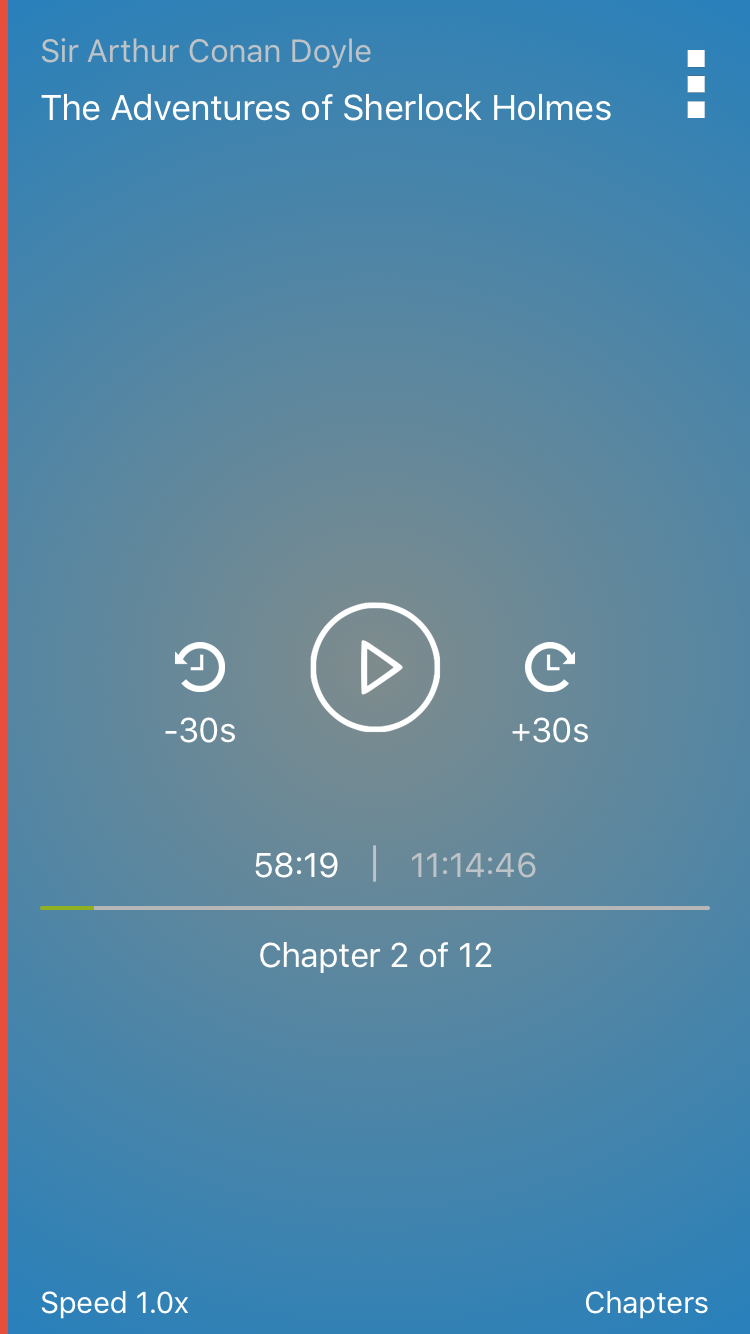 Sir Arthur Conan Doyle
The Adventures of Sherlock Holmes
-30s
+30s
58:19 | 11:14:46
Chapter 2 of 12
Speed 1.0x
Chapters